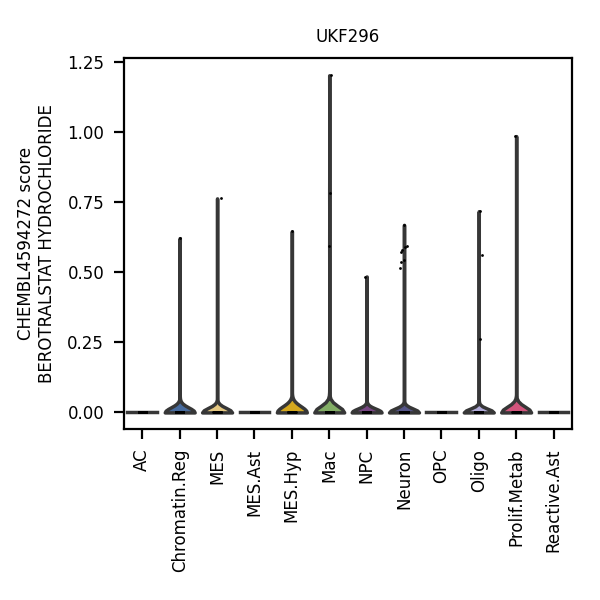 UKF296
CHEMBL4594272 score
BEROTRALSTAT HYDROCHLORIDE
1.25
1.00
0.75
0.50
0.25
0.00
AC
Chromatin.Reg
MES
MES.Ast
MES.Hyp
Mac
NPC
Neuron
OPC
Oligo
Prolif.Metab
Reactive.Ast